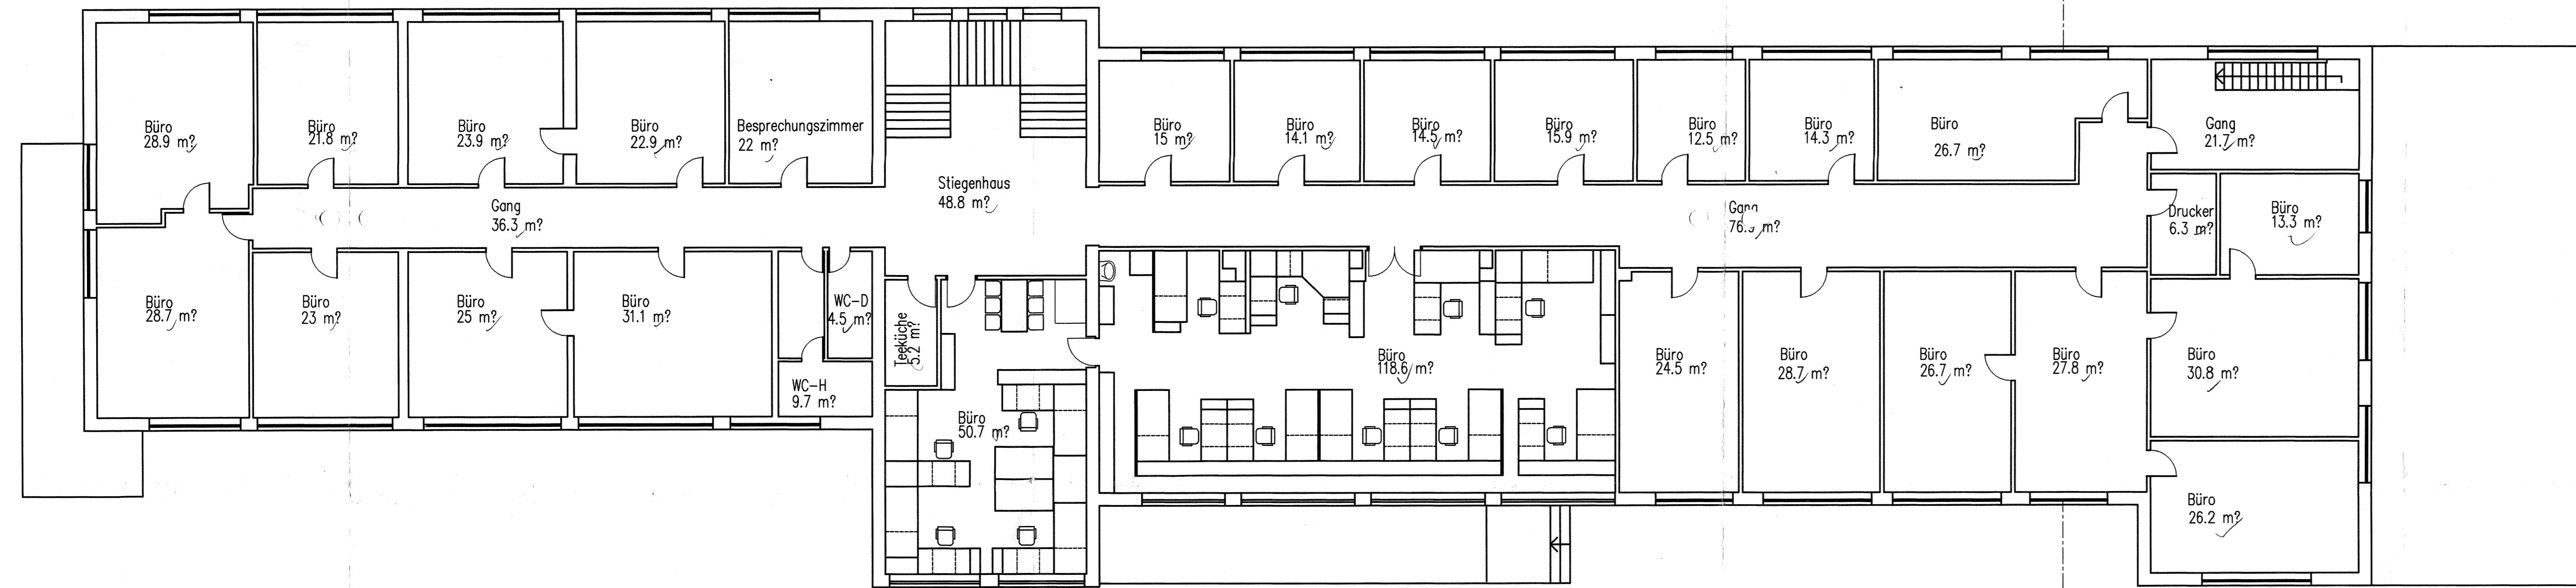 Büro
28.9 m?
Büro
21.8 m?
Büro
23.9 m?
Büro
22.9 m?
Besprechungszimmer
22 m?
Büro
15 m?
Büro
14.1 m?
Büro
14.5 m?
Büro
15.9 m?
Büro
12.5 m?
Büro
14.3 m?
Büro
26.7 m?
Gang
21.7 m?
Stiegenhaus
48.8 m?
Gang
36.3 m?
Gang
Drucker
6.3 m?
Büro
13.3 m?
Büro
28.7 m?
Büro
23 m?
Büro
25 m?
Büro
31.1 m?
WC-D
4.5 m?
WC-H
9.7 m?
Teeküche
5.2 m?
Büro
50.7 m?
Büro
118.6 m?
Büro
24.5 m?
Büro
28.7 m?
Büro
26.7 m?
Büro
27.8 m?
Büro
30.8 m?
Büro
26.2 m?